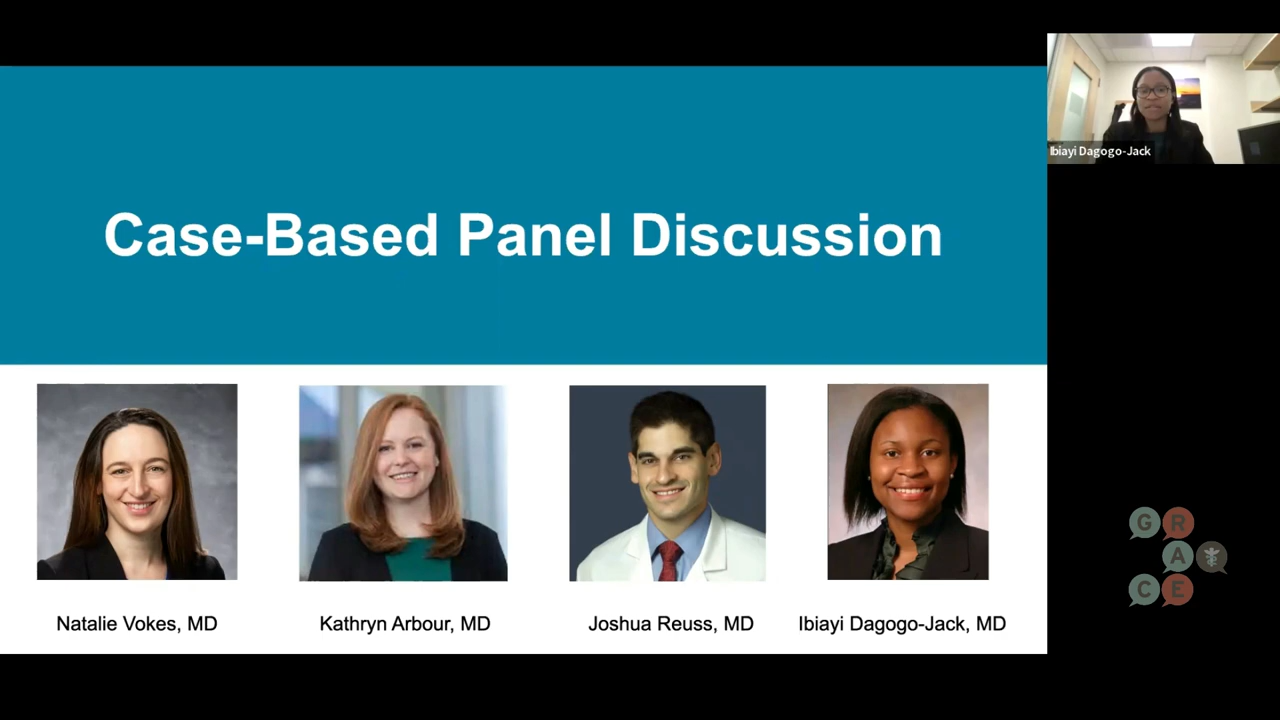 Case-Based Panel Discussion
Ibiayi Dagogo-Jack
Natalie Vokes, MD
Kathryn Arbour, MD
Joshua Reuss, MD
Ibiayi Dagogo-Jack, MD
G R
A
C E